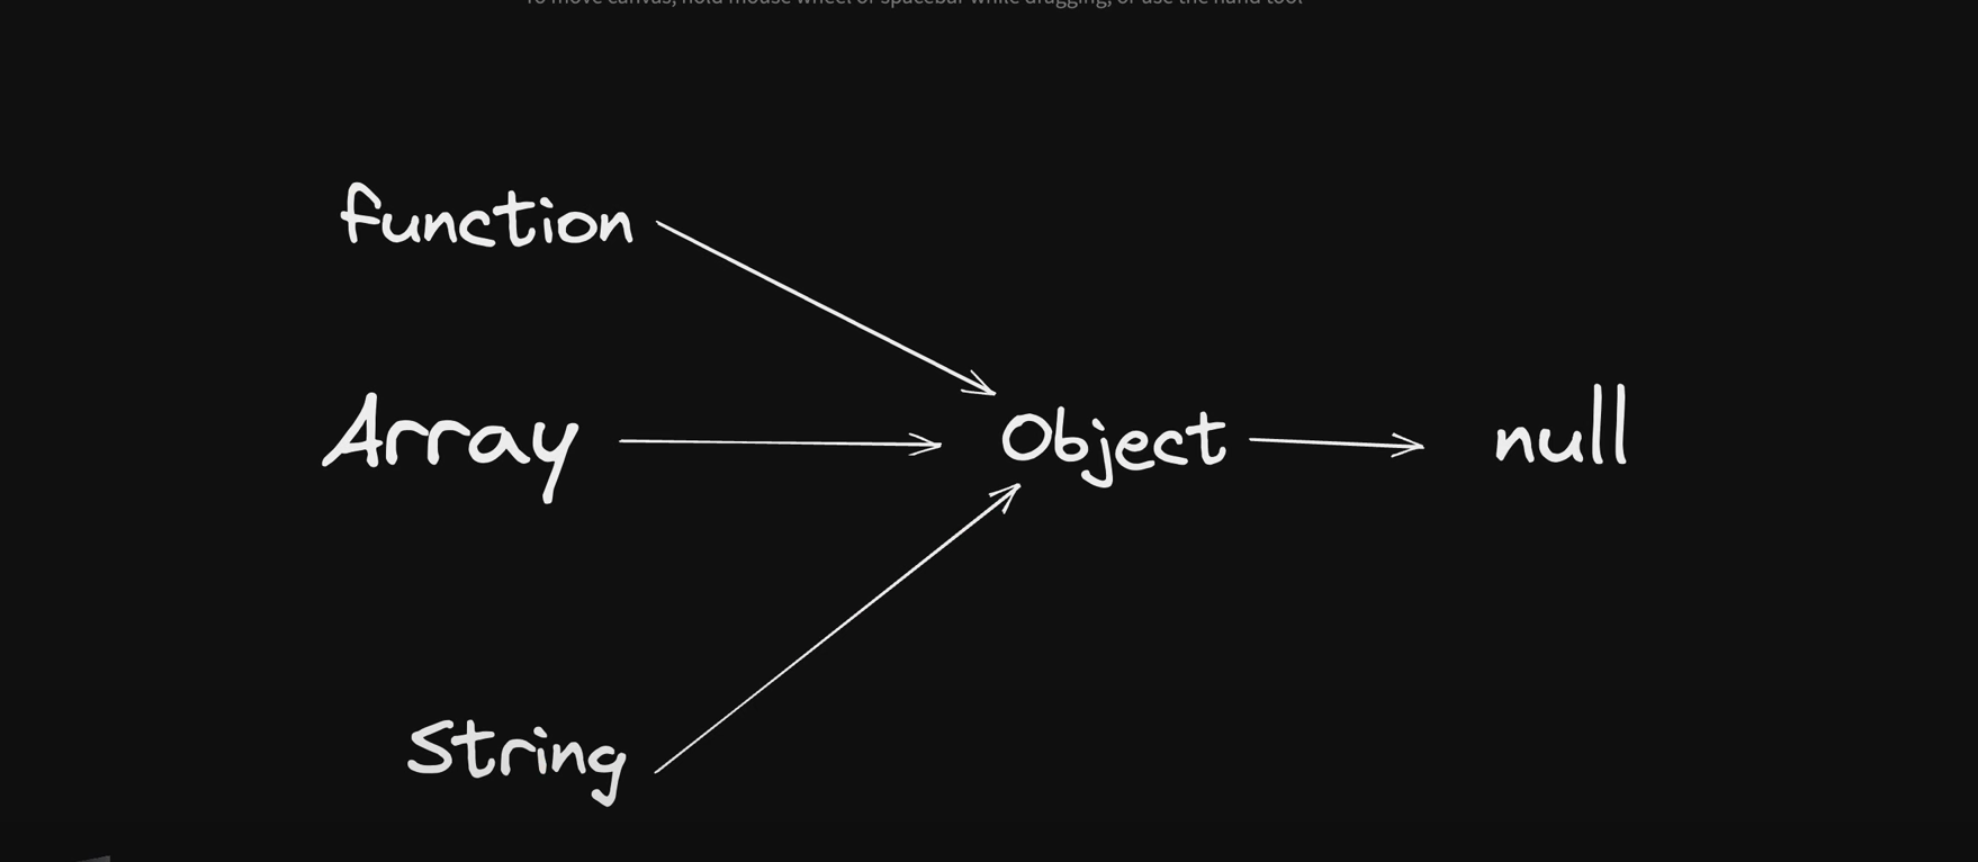 To move canvas, hold mouse wheel or spacebar while dragging, or use the hand tool
function
Array
Object
null
String